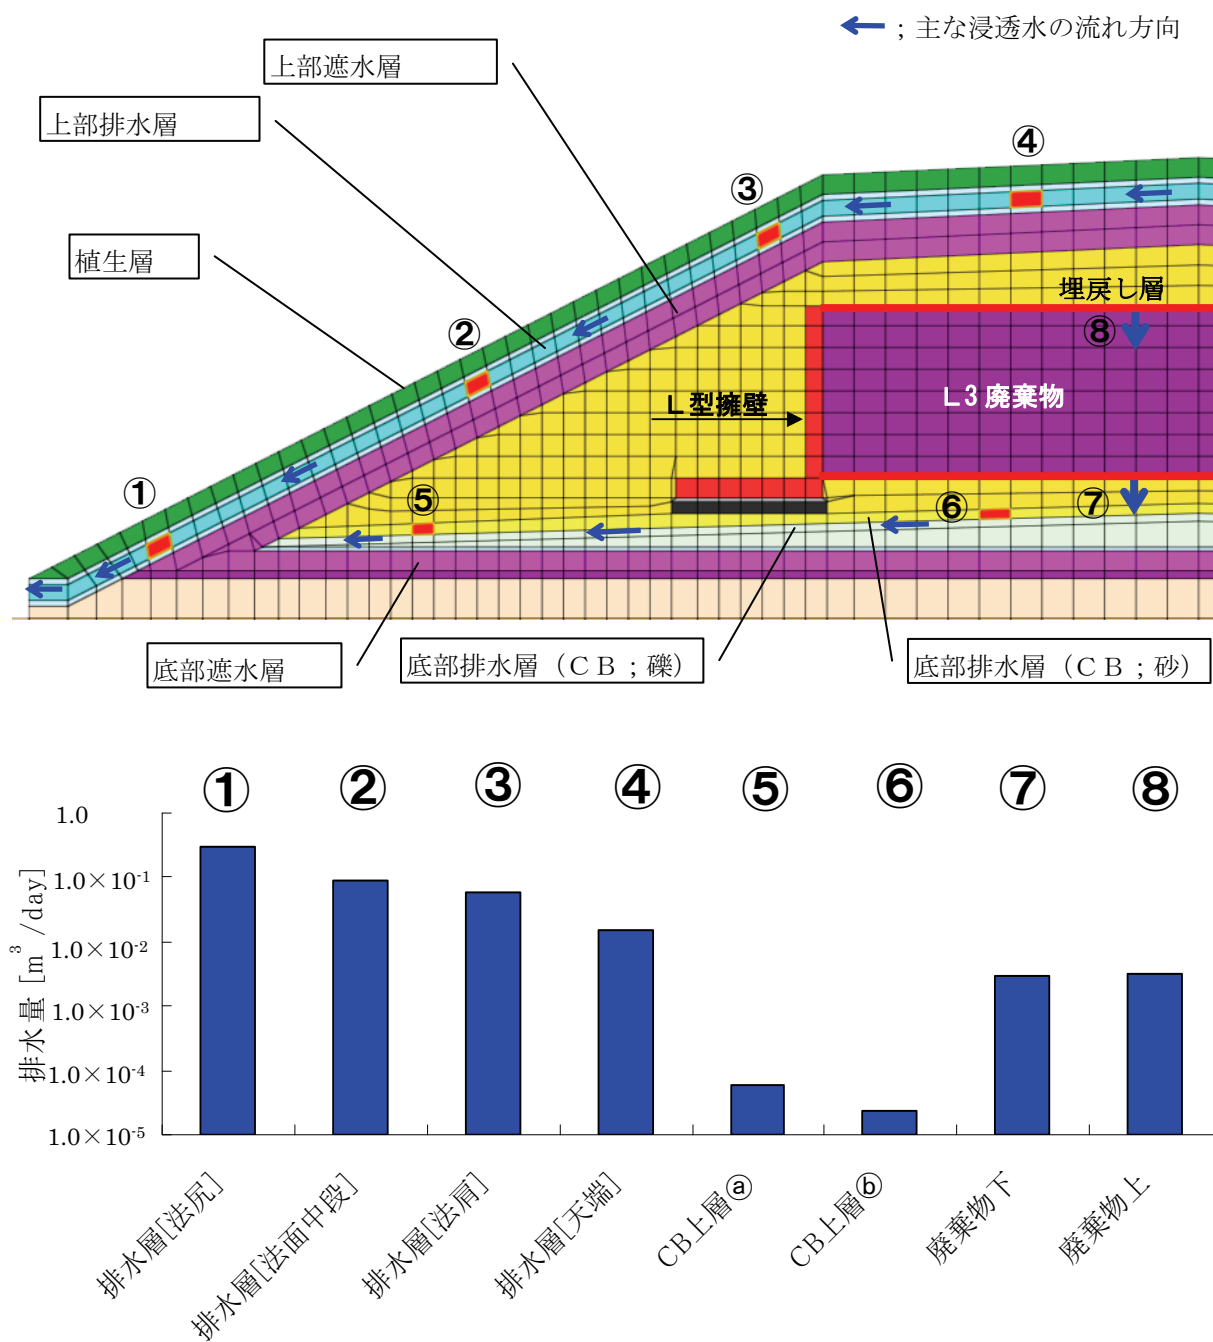 ；主な浸透水の流れ方向
上部遮水層
上部排水層
④
③
植生層
埋戻し層
⑧
②
L型擁壁
L3廃棄物
①
⑤
⑥
⑦
底部遮水層
底部排水層（CB；礫）
底部排水層（CB；砂）
① ② ③ ④ ⑤ ⑥ ⑦ ⑧
排水量 [m³/day]
1.0
1.0×10⁻¹
1.0×10⁻²
1.0×10⁻³
1.0×10⁻⁴
1.0×10⁻⁵
排水層[法尻]
排水層[法面中段]
排水層[法肩]
排水層[天端]
CB上層ⓐ
CB上層ⓑ
廃棄物下
廃棄物上